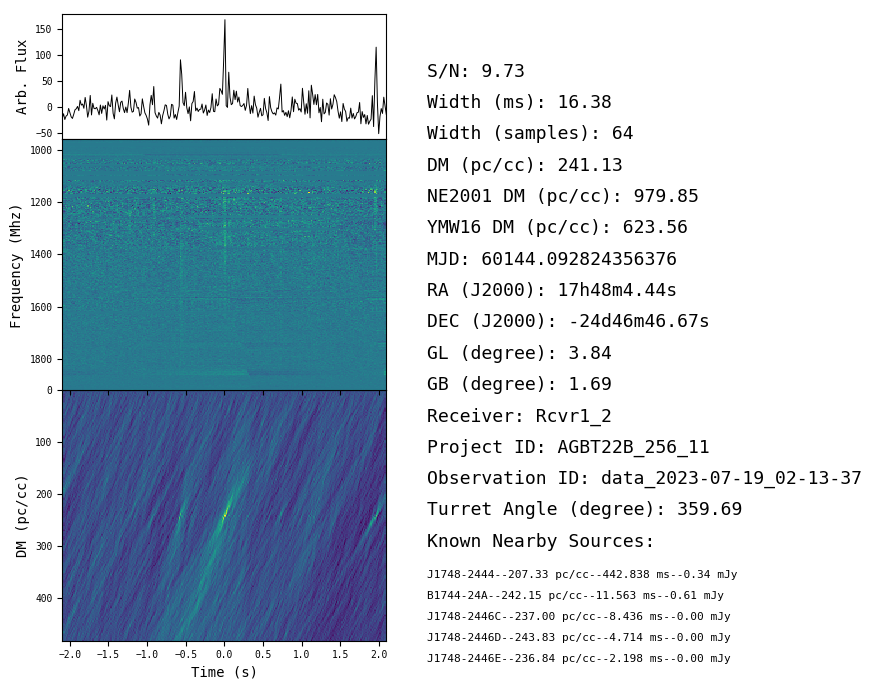 150
100
50
0
−50
Arb. Flux
1000
1200
1400
1600
1800
Frequency (Mhz)
0
100
200
300
400
DM (pc/cc)
−2.0 −1.5 −1.0 −0.5 0.0 0.5 1.0 1.5 2.0
Time (s)
S/N: 9.73
Width (ms): 16.38
Width (samples): 64
DM (pc/cc): 241.13
NE2001 DM (pc/cc): 979.85
YMW16 DM (pc/cc): 623.56
MJD: 60144.092824356376
RA (J2000): 17h48m4.44s
DEC (J2000): -24d46m46.67s
GL (degree): 3.84
GB (degree): 1.69
Receiver: Rcvr1_2
Project ID: AGBT22B_256_11
Observation ID: data_2023-07-19_02-13-37
Turret Angle (degree): 359.69
Known Nearby Sources:
J1748-2444--207.33 pc/cc--442.838 ms--0.34 mJy
B1744-24A--242.15 pc/cc--11.563 ms--0.61 mJy
J1748-2446C--237.00 pc/cc--8.436 ms--0.00 mJy
J1748-2446D--243.83 pc/cc--4.714 ms--0.00 mJy
J1748-2446E--236.84 pc/cc--2.198 ms--0.00 mJy